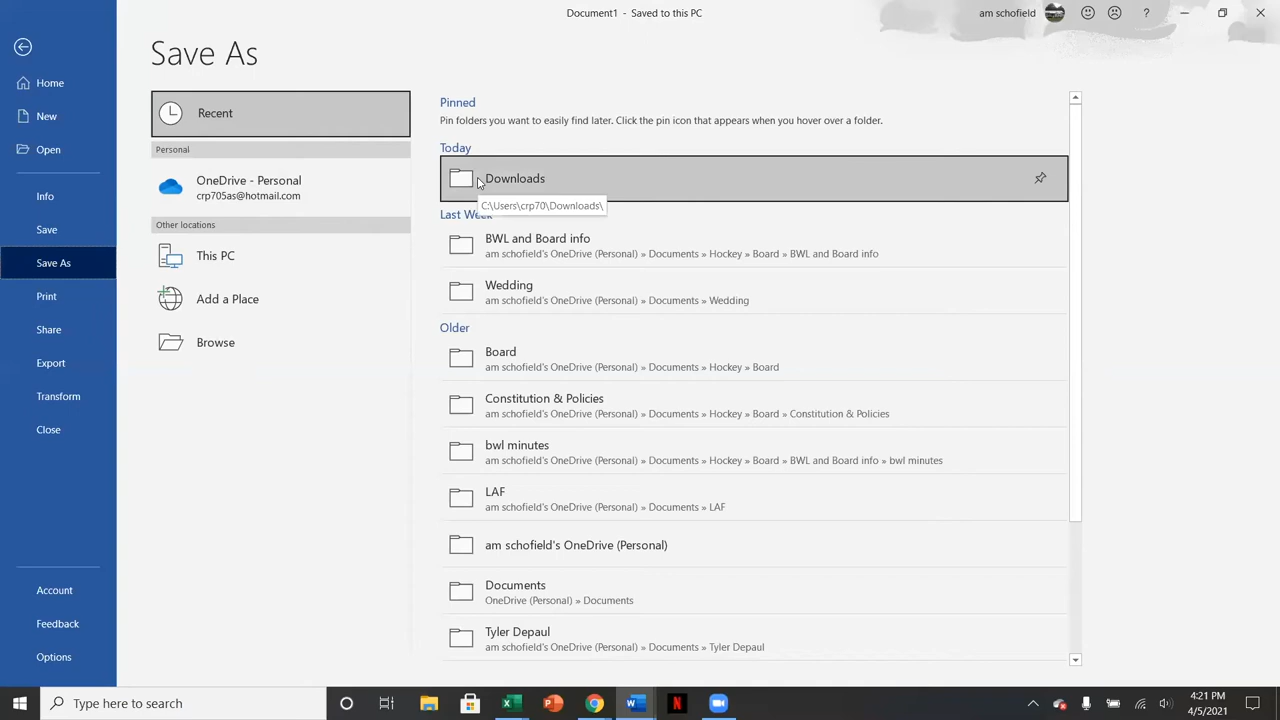 Document1 - Saved to this PC
am schofield
?
Save As
Home
New
Open
Info
Save
Save As
Print
Share
Export
Transform
Close
Account
Feedback
Options
Recent
Personal
OneDrive - Personal
crp705as@hotmail.com
Other locations
This PC
Add a Place
Browse
Pinned
Pin folders you want to easily find later. Click the pin icon that appears when you hover over a folder.
Today
Downloads
C:\Users\crp70\Downloads\
Last Week
BWL and Board info
am schofield's OneDrive (Personal) » Documents » Hockey » Board » BWL and Board info
Wedding
am schofield's OneDrive (Personal) » Documents » Wedding
Older
Board
am schofield's OneDrive (Personal) » Documents » Hockey » Board
Constitution & Policies
am schofield's OneDrive (Personal) » Documents » Hockey » Board » Constitution & Policies
bwl minutes
am schofield's OneDrive (Personal) » Documents » Hockey » Board » BWL and Board info » bwl minutes
LAF
am schofield's OneDrive (Personal) » Documents » LAF
am schofield's OneDrive (Personal)
Documents
OneDrive (Personal) » Documents
Tyler Depaul
am schofield's OneDrive (Personal) » Documents » Tyler Depaul
Type here to search
4:21 PM
4/5/2021